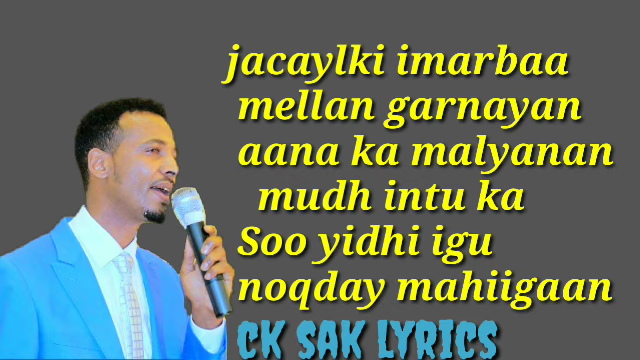 jacaylki imarbaa
mellan garnayan
aana ka malyanan
mudh intu ka
Soo yidhi igu
noqday mahiigaan
CK SAK LYRICS